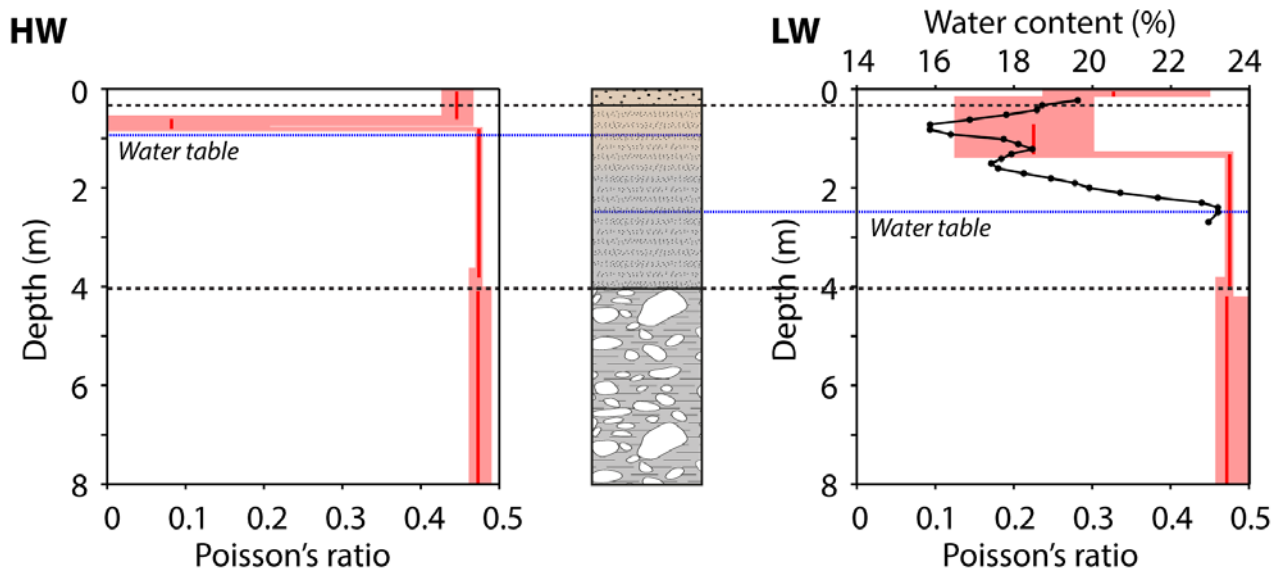 HW
0
2
4
6
8
Depth (m)
Water table
0 0.1 0.2 0.3 0.4 0.5
Poisson's ratio
LW
Water content (%)
14 16 18 20 22 24
0
2
4
6
8
Depth (m)
Water table
0 0.1 0.2 0.3 0.4 0.5
Poisson's ratio